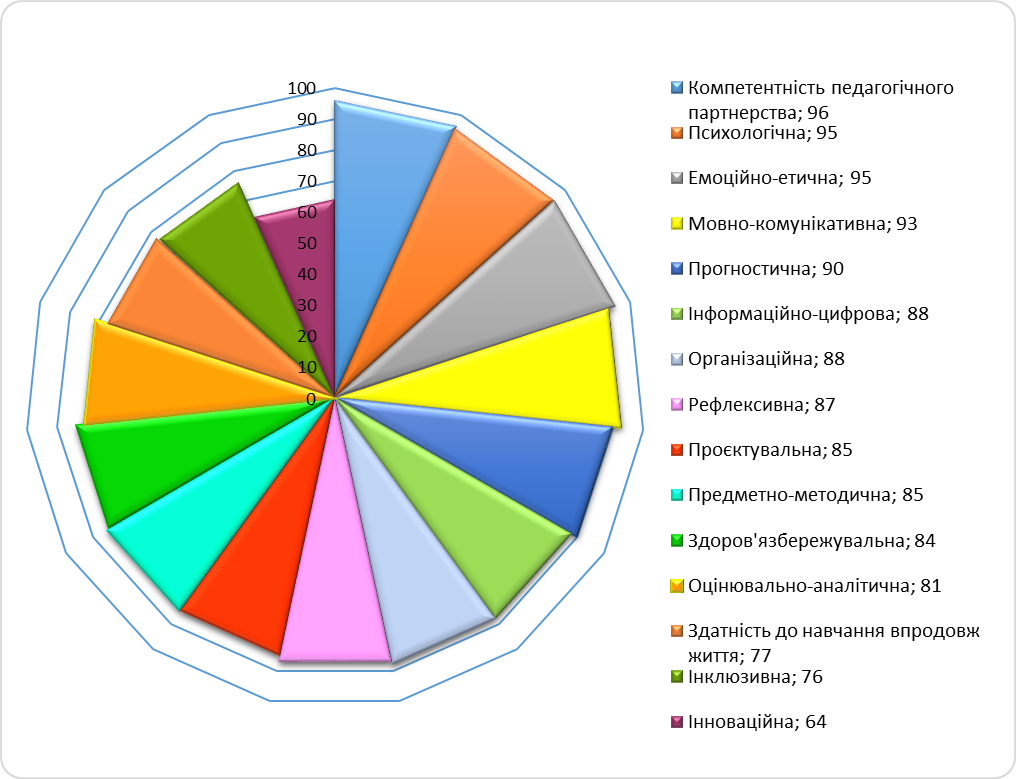 100
90
80
70
60
50
40
30
20
10
0
Компетентність педагогічного
партнерства; 96
Психологічна; 95
Емоційно-етична; 95
Мовно-комунікативна; 93
Прогностична; 90
Інформаційно-цифрова; 88
Організаційна; 88
Рефлексивна; 87
Проєктувальна; 85
Предметно-методична; 85
Здоров'язбережувальна; 84
Оцінювально-аналітична; 81
Здатність до навчання впродовж
життя; 77
Інклюзивна; 76
Інноваційна; 64